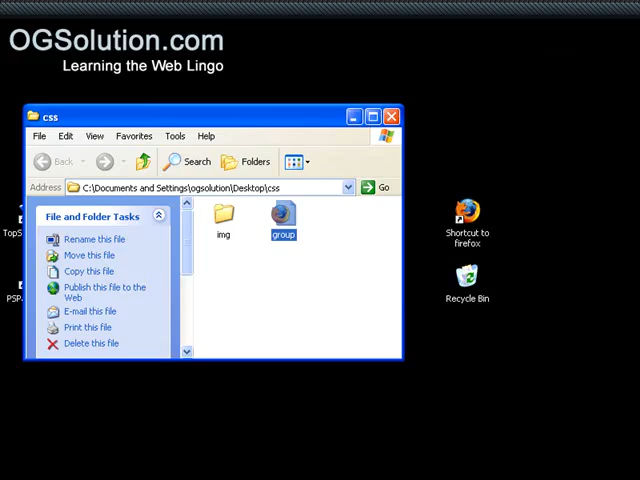 OGSolution.com
Learning the Web Lingo
css
File Edit View Favorites Tools Help
Back Search Folders
Address C:\Documents and Settings\ogsolution\Desktop\css Go
File and Folder Tasks
Rename this file
Move this file
Copy this file
Publish this file to the
Web
E-mail this file
Print this file
Delete this file
img
group
TopS
PSPA
Shortcut to
firefox
Recycle Bin